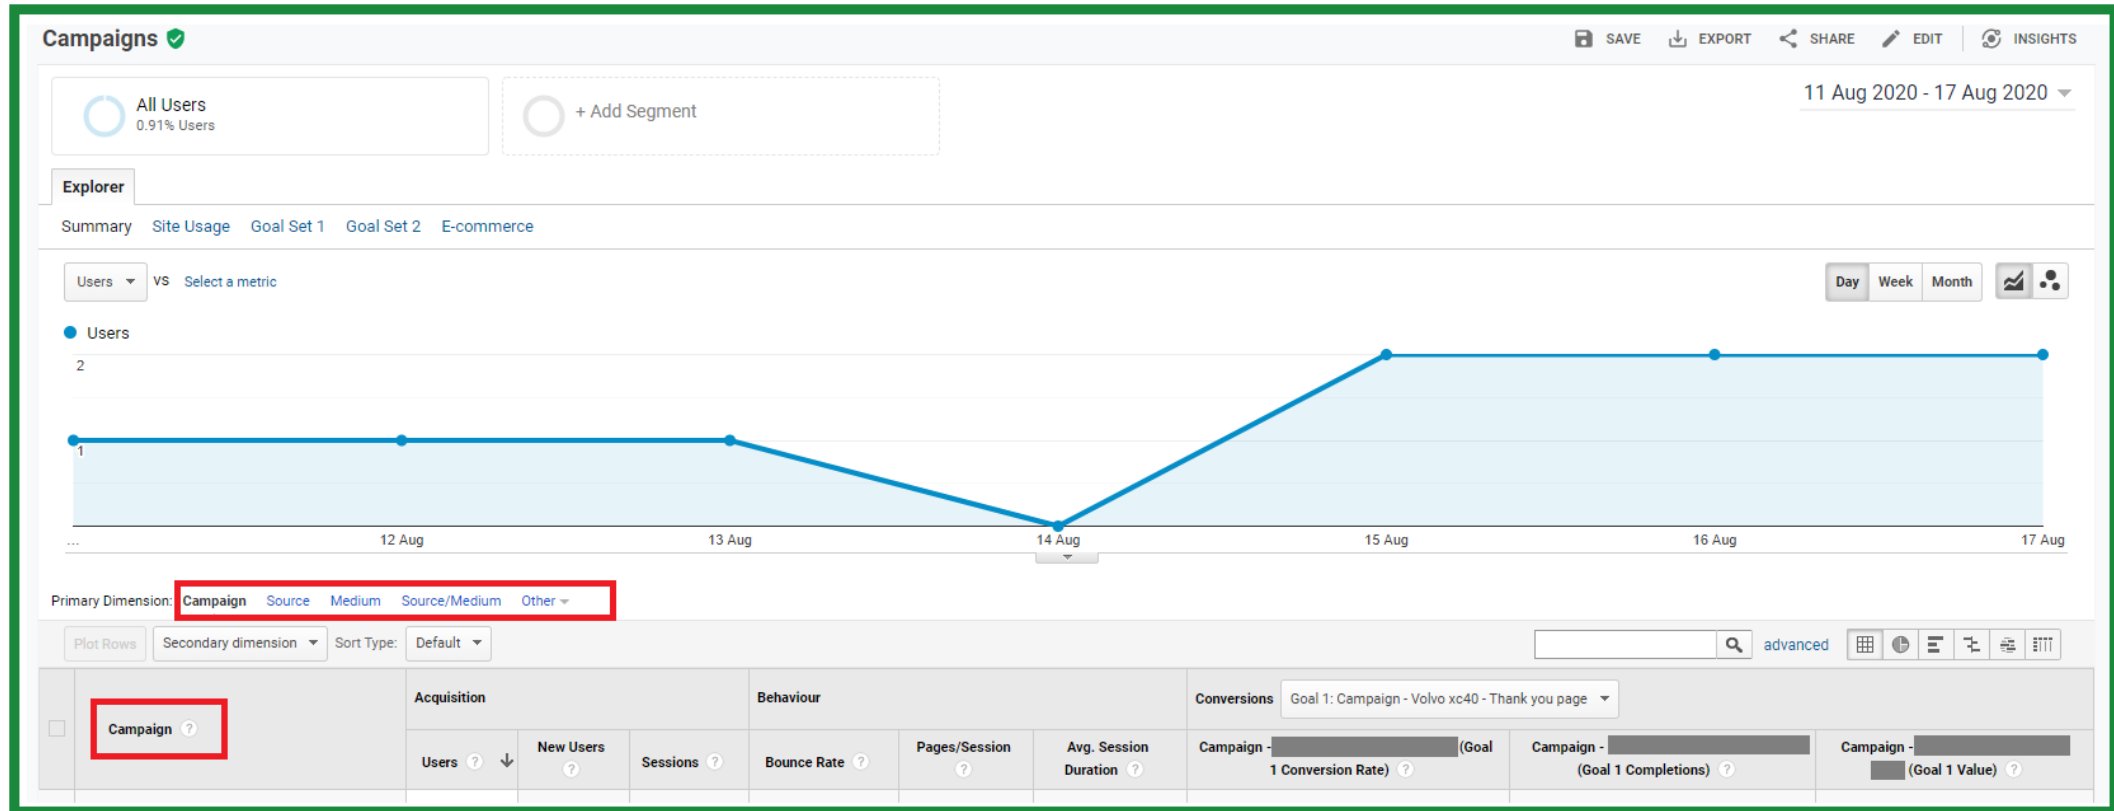 Campaigns
SAVE EXPORT SHARE EDIT INSIGHTS
All Users
0.91% Users
+ Add Segment
11 Aug 2020 - 17 Aug 2020
Explorer
Summary Site Usage Goal Set 1 Goal Set 2 E-commerce
Users VS Select a metric
Day Week Month
Users
2
1
... 12 Aug 13 Aug 14 Aug 15 Aug 16 Aug 17 Aug
Primary Dimension: Campaign Source Medium Source/Medium Other
Plot Rows Secondary dimension Sort Type: Default advanced
Campaign ?
Acquisition Behaviour Conversions Goal 1: Campaign - Volvo xc40 - Thank you page
Users ?
New Users
?
Sessions ?
Bounce Rate ?
Pages/Session
?
Avg. Session
Duration ?
Campaign - (Goal
1 Conversion Rate) ?
Campaign -
(Goal 1 Completions) ?
Campaign -
(Goal 1 Value) ?